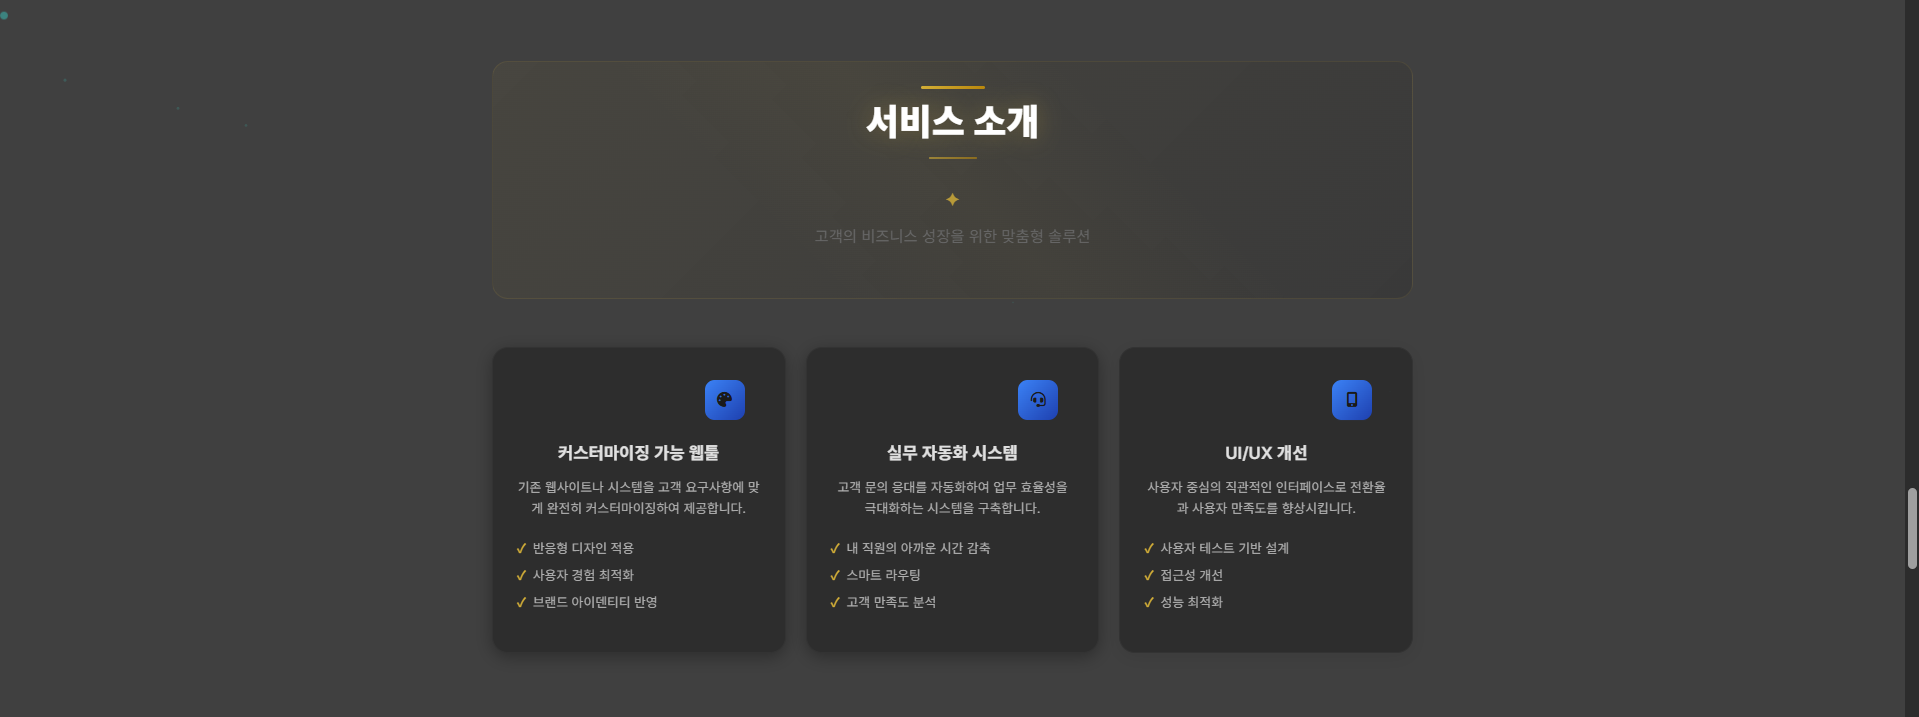 서비스 소개
고객의 비즈니스 성장을 위한 맞춤형 솔루션
커스터마이징 가능 웹툴
기존 웹사이트나 시스템을 고객 요구사항에 맞
게 완전히 커스터마이징하여 제공합니다.
✓ 반응형 디자인 적용
✓ 사용자 경험 최적화
✓ 브랜드 아이덴티티 반영
실무 자동화 시스템
고객 문의 응대를 자동화하여 업무 효율성을
극대화하는 시스템을 구축합니다.
✓ 내 직원의 아까운 시간 감축
✓ 스마트 라우팅
✓ 고객 만족도 분석
UI/UX 개선
사용자 중심의 직관적인 인터페이스로 전환율
과 사용자 만족도를 향상시킵니다.
✓ 사용자 테스트 기반 설계
✓ 접근성 개선
✓ 성능 최적화